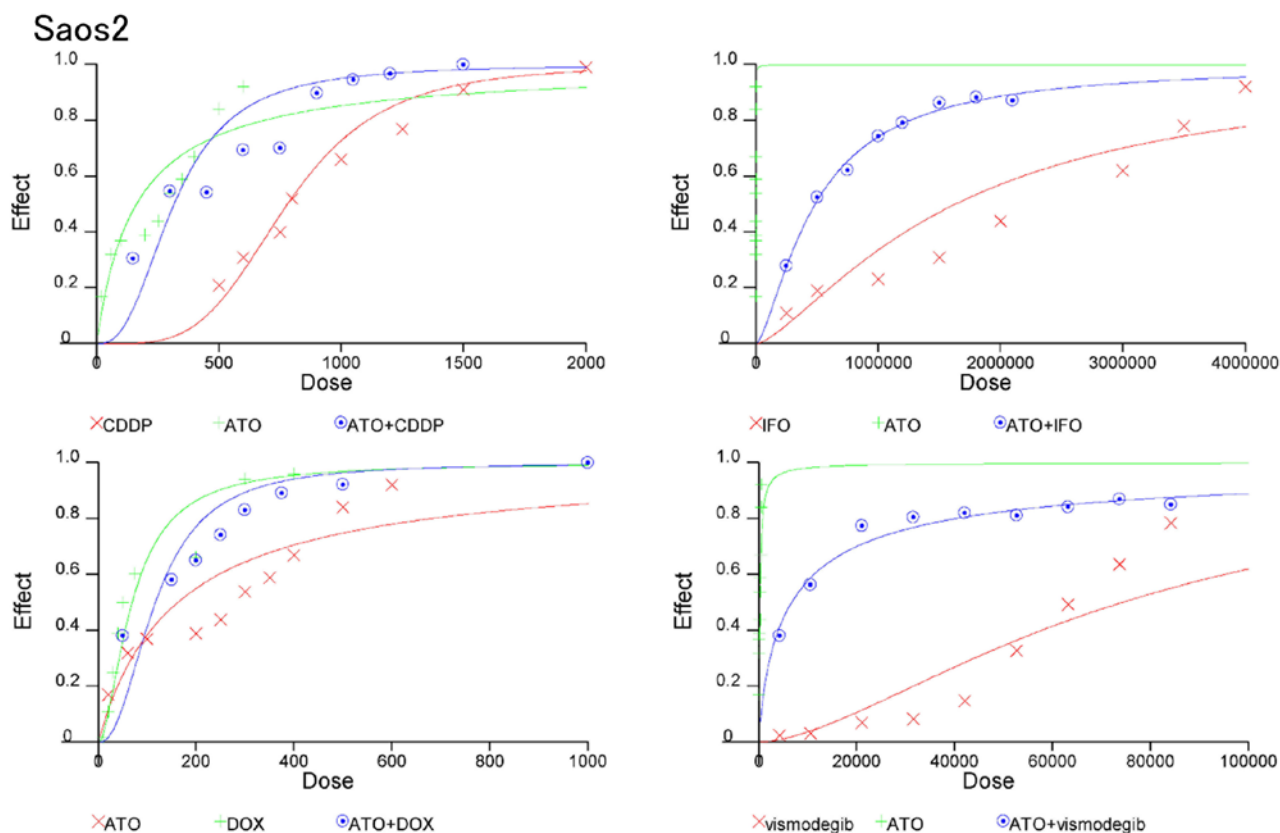 Saos2
1.0
0.8
0.6
0.4
0.2
0
Effect
0
500
1000
1500
2000
Dose
CDDP
ATO
ATO+CDDP
1.0
0.8
0.6
0.4
0.2
0
Effect
0
1000000
2000000
3000000
4000000
Dose
IFO
ATO
ATO+IFO
1.0
0.8
0.6
0.4
0.2
0
Effect
0
200
400
600
800
1000
Dose
ATO
DOX
ATO+DOX
1.0
0.8
0.6
0.4
0.2
0
Effect
0
20000
40000
60000
80000
100000
Dose
vismodegib
ATO
ATO+vismodegib